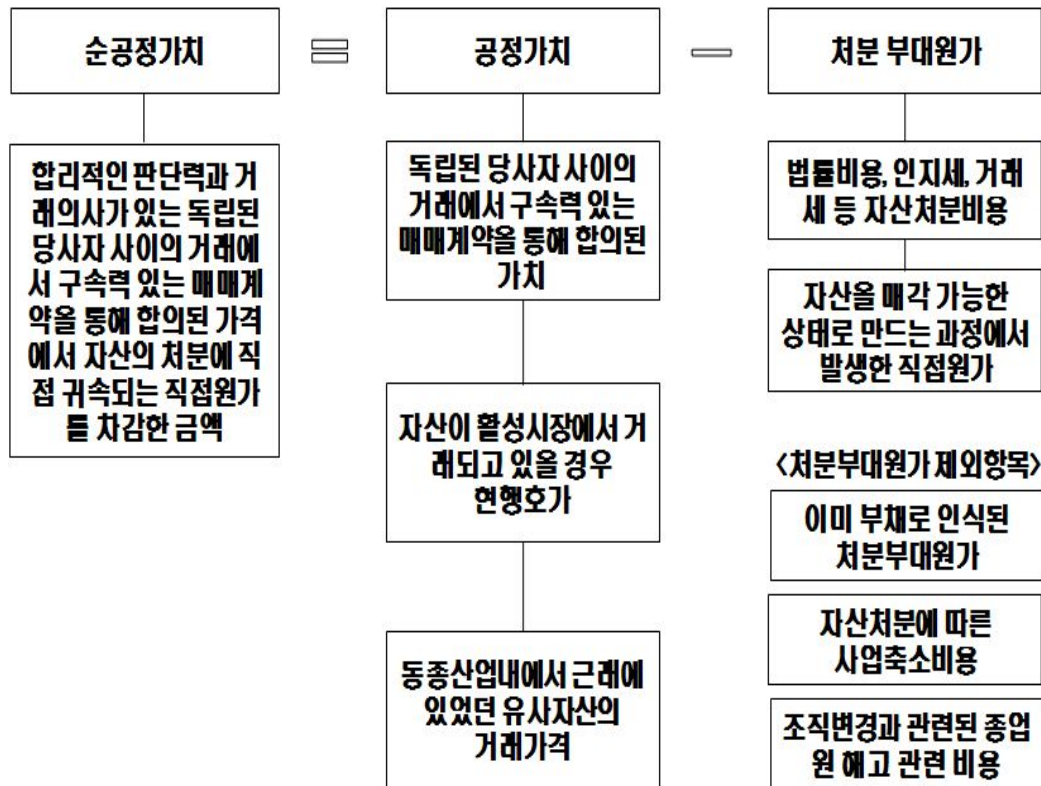 순공정가치
=
공정가치
-
처분 부대원가
합리적인 판단력과 거
래의사가 있는 독립된
당사자 사이의 거래에
서 구속력 있는 매매계
약을 통해 합의된 가격
에서 자산의 처분에 직
접 귀속되는 직접원가
를 차감한 금액
독립된 당사자 사이의
거래에서 구속력 있는
매매계약을 통해 합의된
가치
자산이 활성시장에서 거
래되고 있을 경우
현행호가
동종산업내에서 근래에
있었던 유사자산의
거래가격
법률비용, 인지세, 거래
세 등 자산처분비용
자산을 매각 가능한
상태로 만드는 과정에서
발생한 직접원가
<처분부대원가 제외항목>
이미 부채로 인식된
처분부대원가
자산처분에 따른
사업축소비용
조직변경과 관련된 종업
원 해고 관련 비용